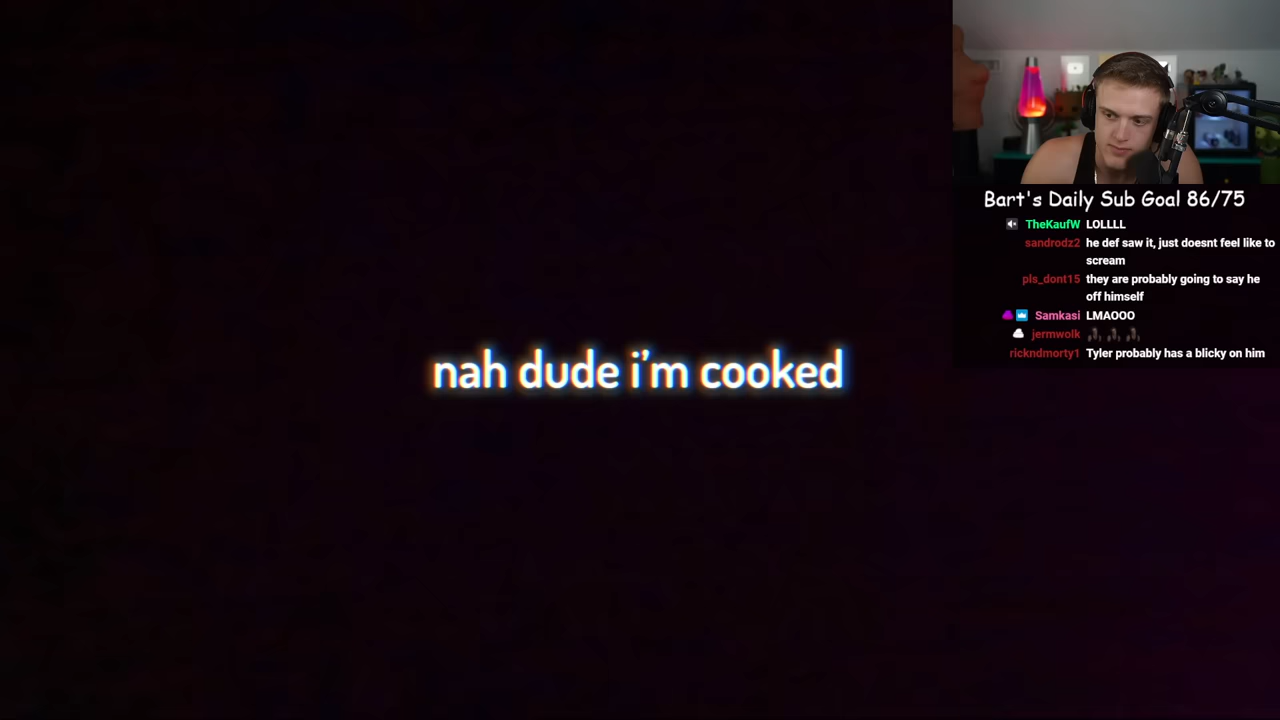 Bart's Daily Sub Goal 86/75
TheKaufW LOLLLL
sandrodz2 he def saw it, just doesnt feel like to
scream
pls_dont15 they are probably going to say he
off himself
Samkasi LMAOOO
jermwolk
rickndmorty1 Tyler probably has a blicky on him
nah dude i'm cooked